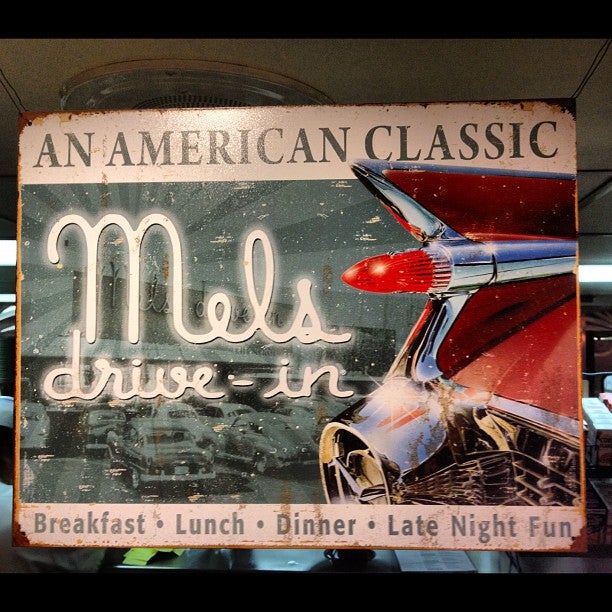 AN AMERICAN CLASSIC
Mels
drive-in
Breakfast • Lunch • Dinner • Late Night Fun